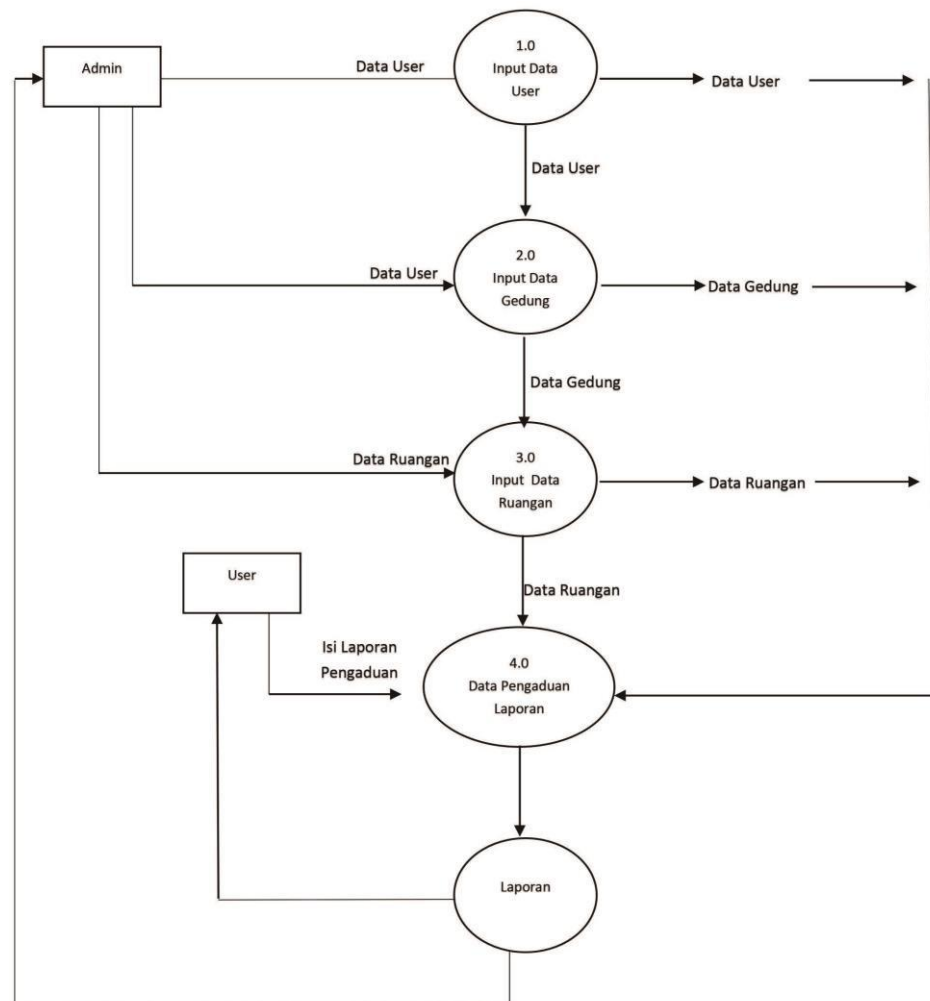 Admin
Data User
1.0
Input Data
User
Data User
Data User
Data User
2.0
Input Data
Gedung
Data Gedung
Data Gedung
Data Ruangan
3.0
Input Data
Ruangan
Data Ruangan
User
Data Ruangan
Isi Laporan
Pengaduan
4.0
Data Pengaduan
Laporan
Laporan